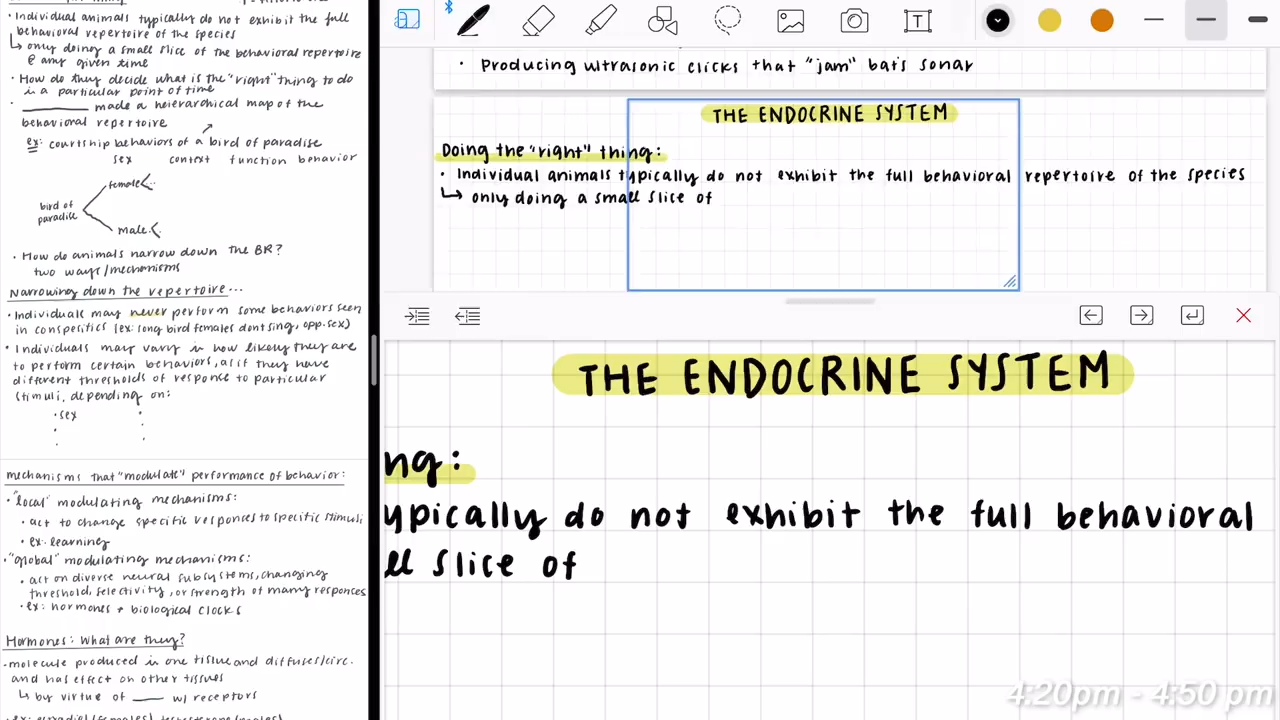 • Individual animals typically do not exhibit the full
behavioral repertoire of the species
↳ only doing a small slice of the behavioral repertoire
@ any given time
• How do they decide what is the "right" thing to do
in a particular point of time
• ________ made a heierarchical map of the
behavioral repertoire
ex: courtship behaviors of a bird of paradise
sex context function behavior
female
bird of
paradise
male
• How do animals narrow down the BR?
two ways/mechanisms
Narrowing down the repertoire...
• Individuals may never perform some behaviors seen
in conspecifics (ex: song bird females dont sing, opp. sex)
• Individuals may vary in how likely they are
to perform certain behaviors, as if they have
different thresholds of response to particular
stimuli, depending on:
• sex
mechanisms that "modulate" performance of behavior:
• "local" modulating mechanisms:
• act to change specific responses to specific stimuli
• ex: learning
• "global" modulating mechanisms:
• act on diverse neural subsystems, changing
threshold, selectivity, or strength of many responses
• ex: hormones + biological clocks
Hormones: What are they?
• molecule produced in one tissue and diffuses/circ.
and has effect on other tissues
↳ by virtue of ____ w/ receptors
T
• Producing ultrasonic clicks that "jam" bat's sonar
THE ENDOCRINE SYSTEM
Doing the "right" thing:
• Individual animals typically do not exhibit the full behavioral repertoire of the species
↳ only doing a small slice of
THE ENDOCRINE SYSTEM
ng:
ypically do not exhibit the full behavioral
ll slice of
4:20pm - 4:50 pm